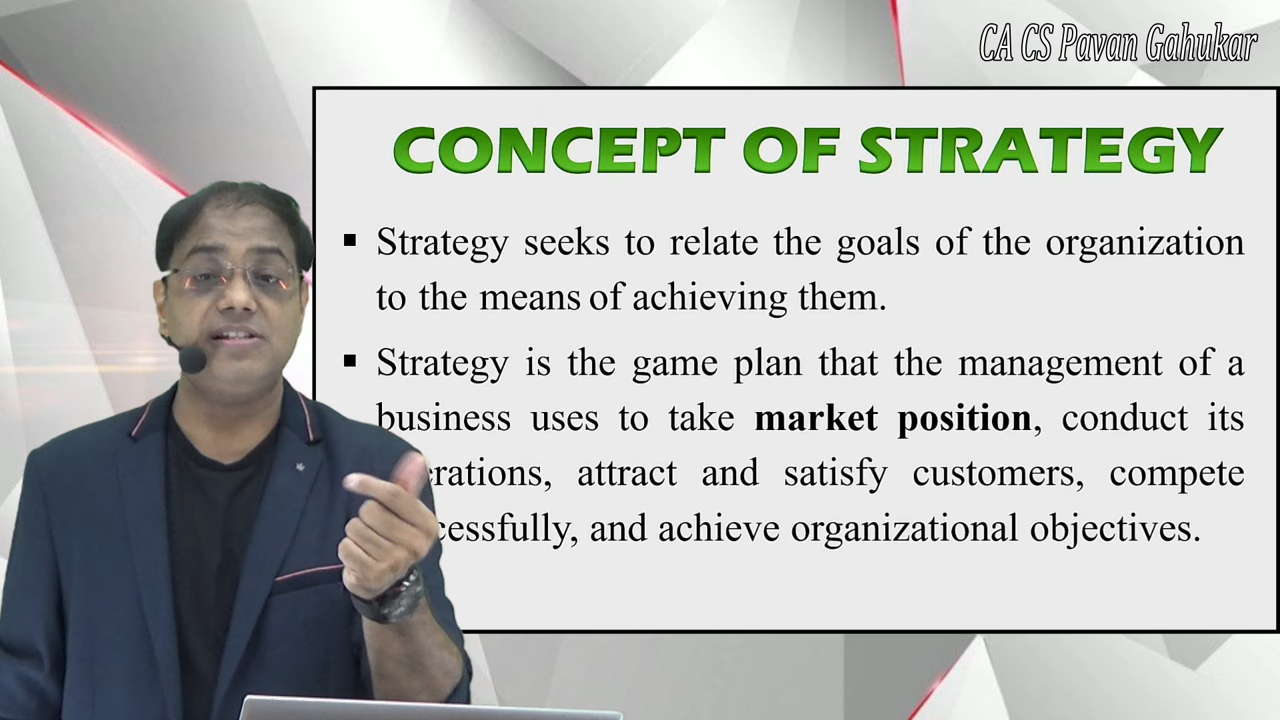 CA CS Pavan Gahukar
CONCEPT OF STRATEGY
▪ Strategy seeks to relate the goals of the organization
to the means of achieving them.
▪ Strategy is the game plan that the management of a
business uses to take market position, conduct its
attract and satisfy customers, compete
and achieve organizational objectives.